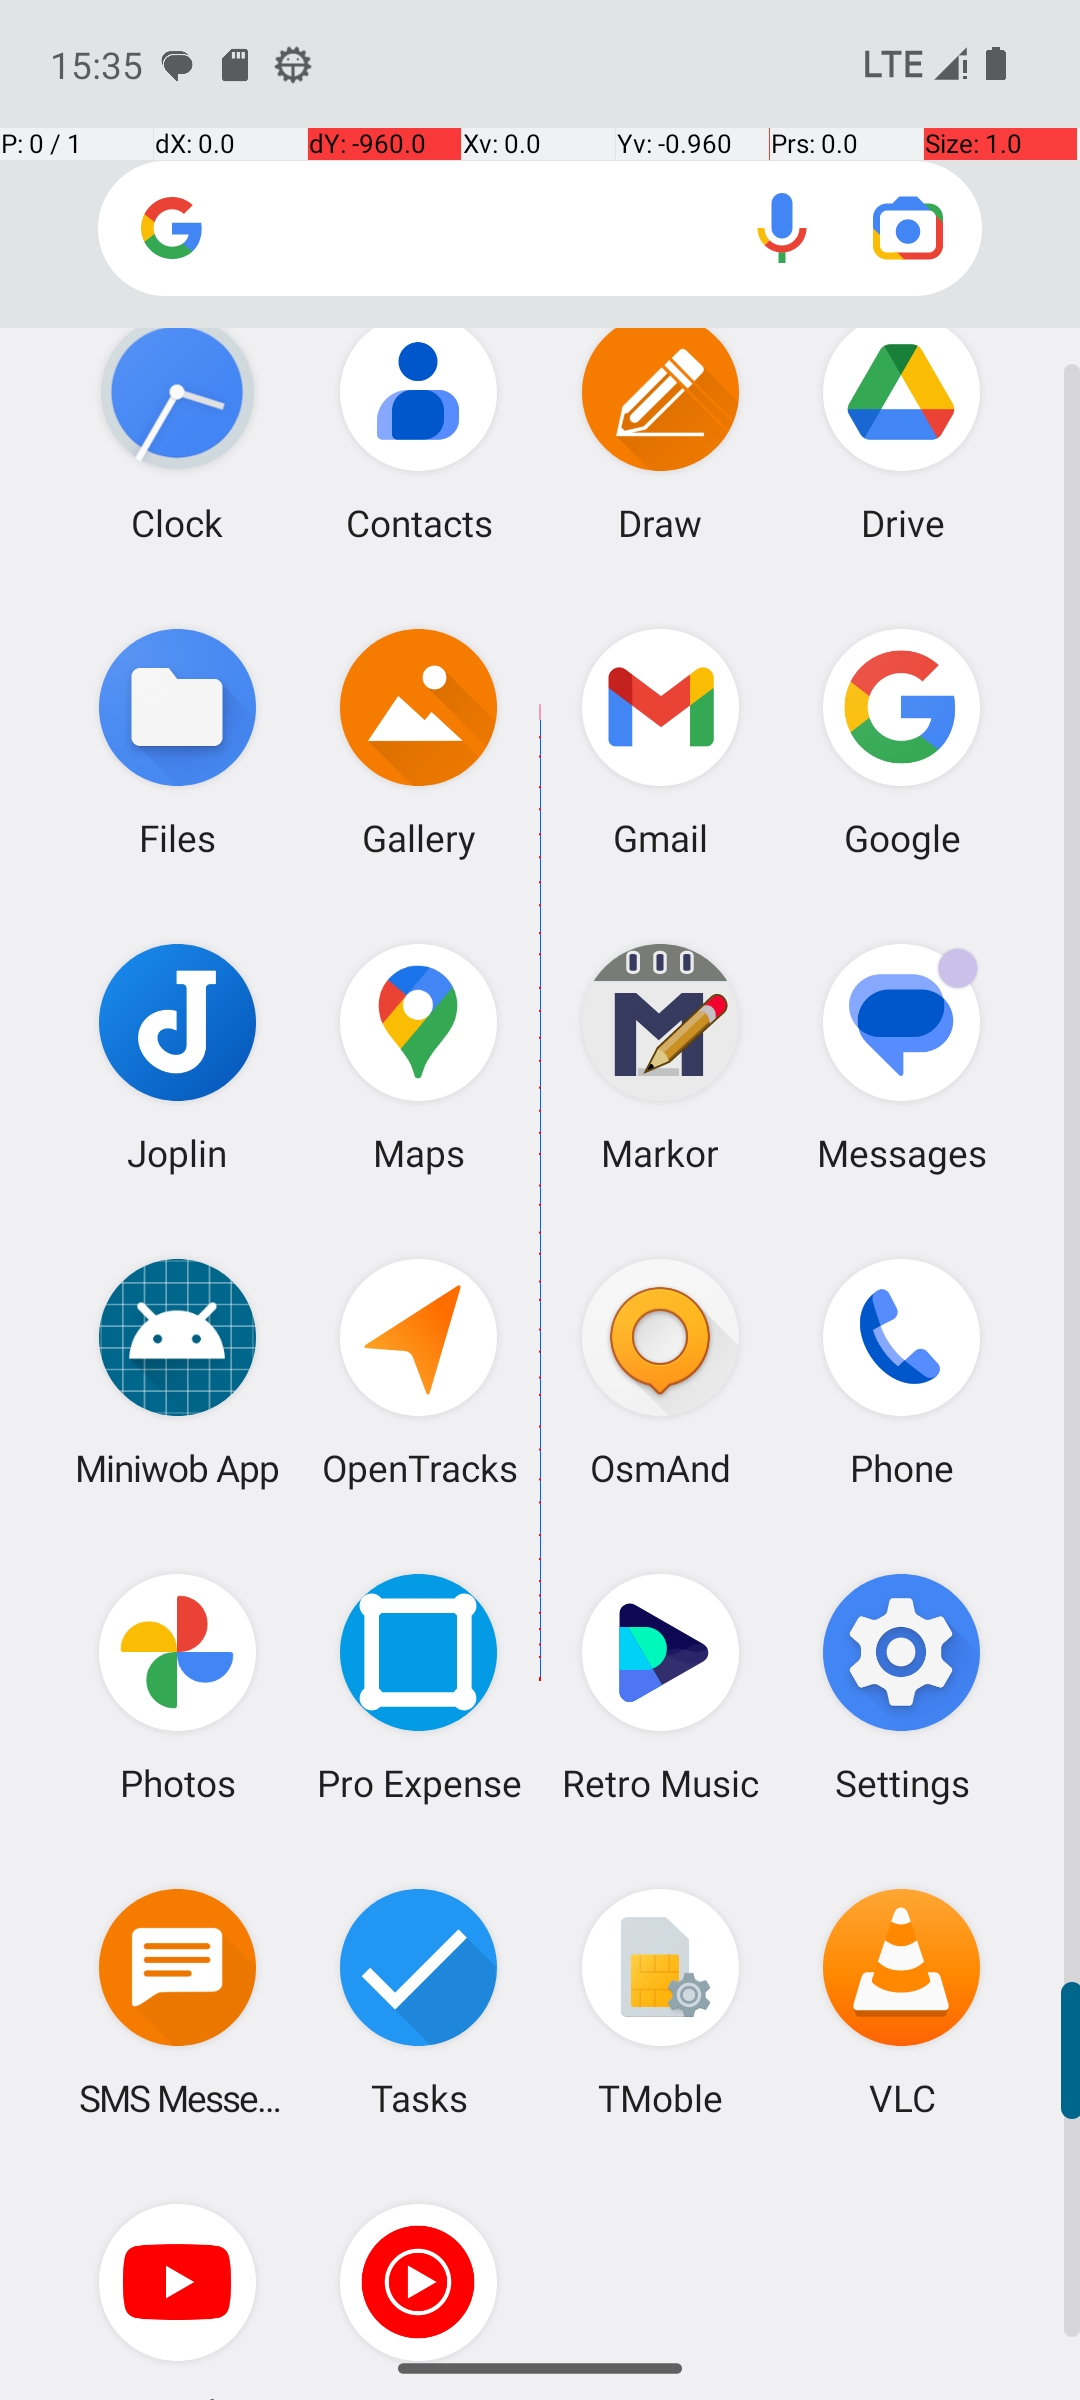 15:35 LTE
P: 0 / 1 dX: 0.0 dY: -960.0 Xv: 0.0 Yv: -0.960 Prs: 0.0 Size: 1.0
Clock Contacts Draw Drive
Files Gallery Gmail Google
Joplin Maps Markor Messages
Miniwob App OpenTracks OsmAnd Phone
Photos Pro Expense Retro Music Settings
SMS Messe... Tasks TMoble VLC